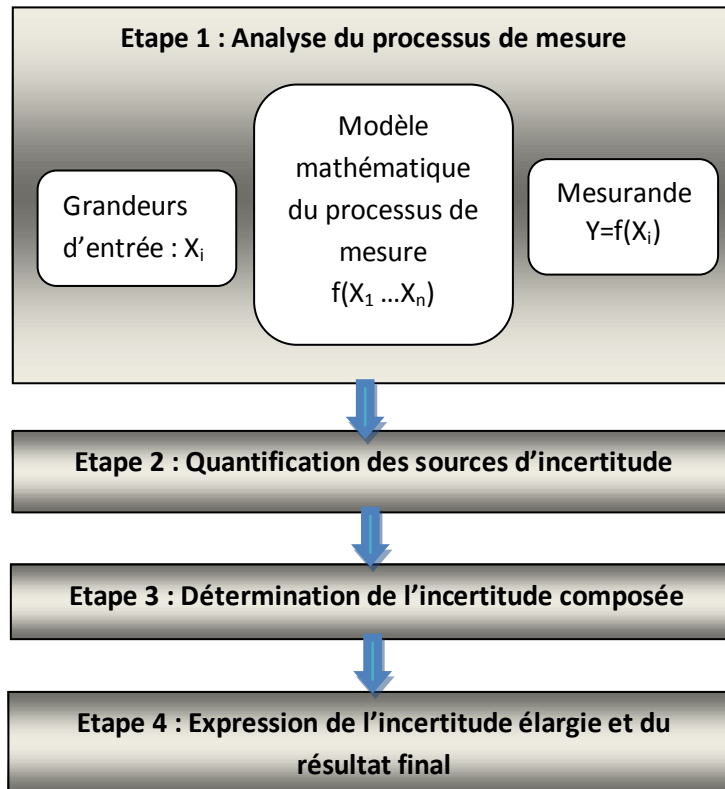 Etape 1 : Analyse du processus de mesure
Grandeurs
d’entrée : Xi
Modèle
mathématique
du processus de
mesure
f(X1 ...Xn)
Mesurande
Y=f(Xi)
Etape 2 : Quantification des sources d’incertitude
Etape 3 : Détermination de l’incertitude composée
Etape 4 : Expression de l’incertitude élargie et du
résultat final